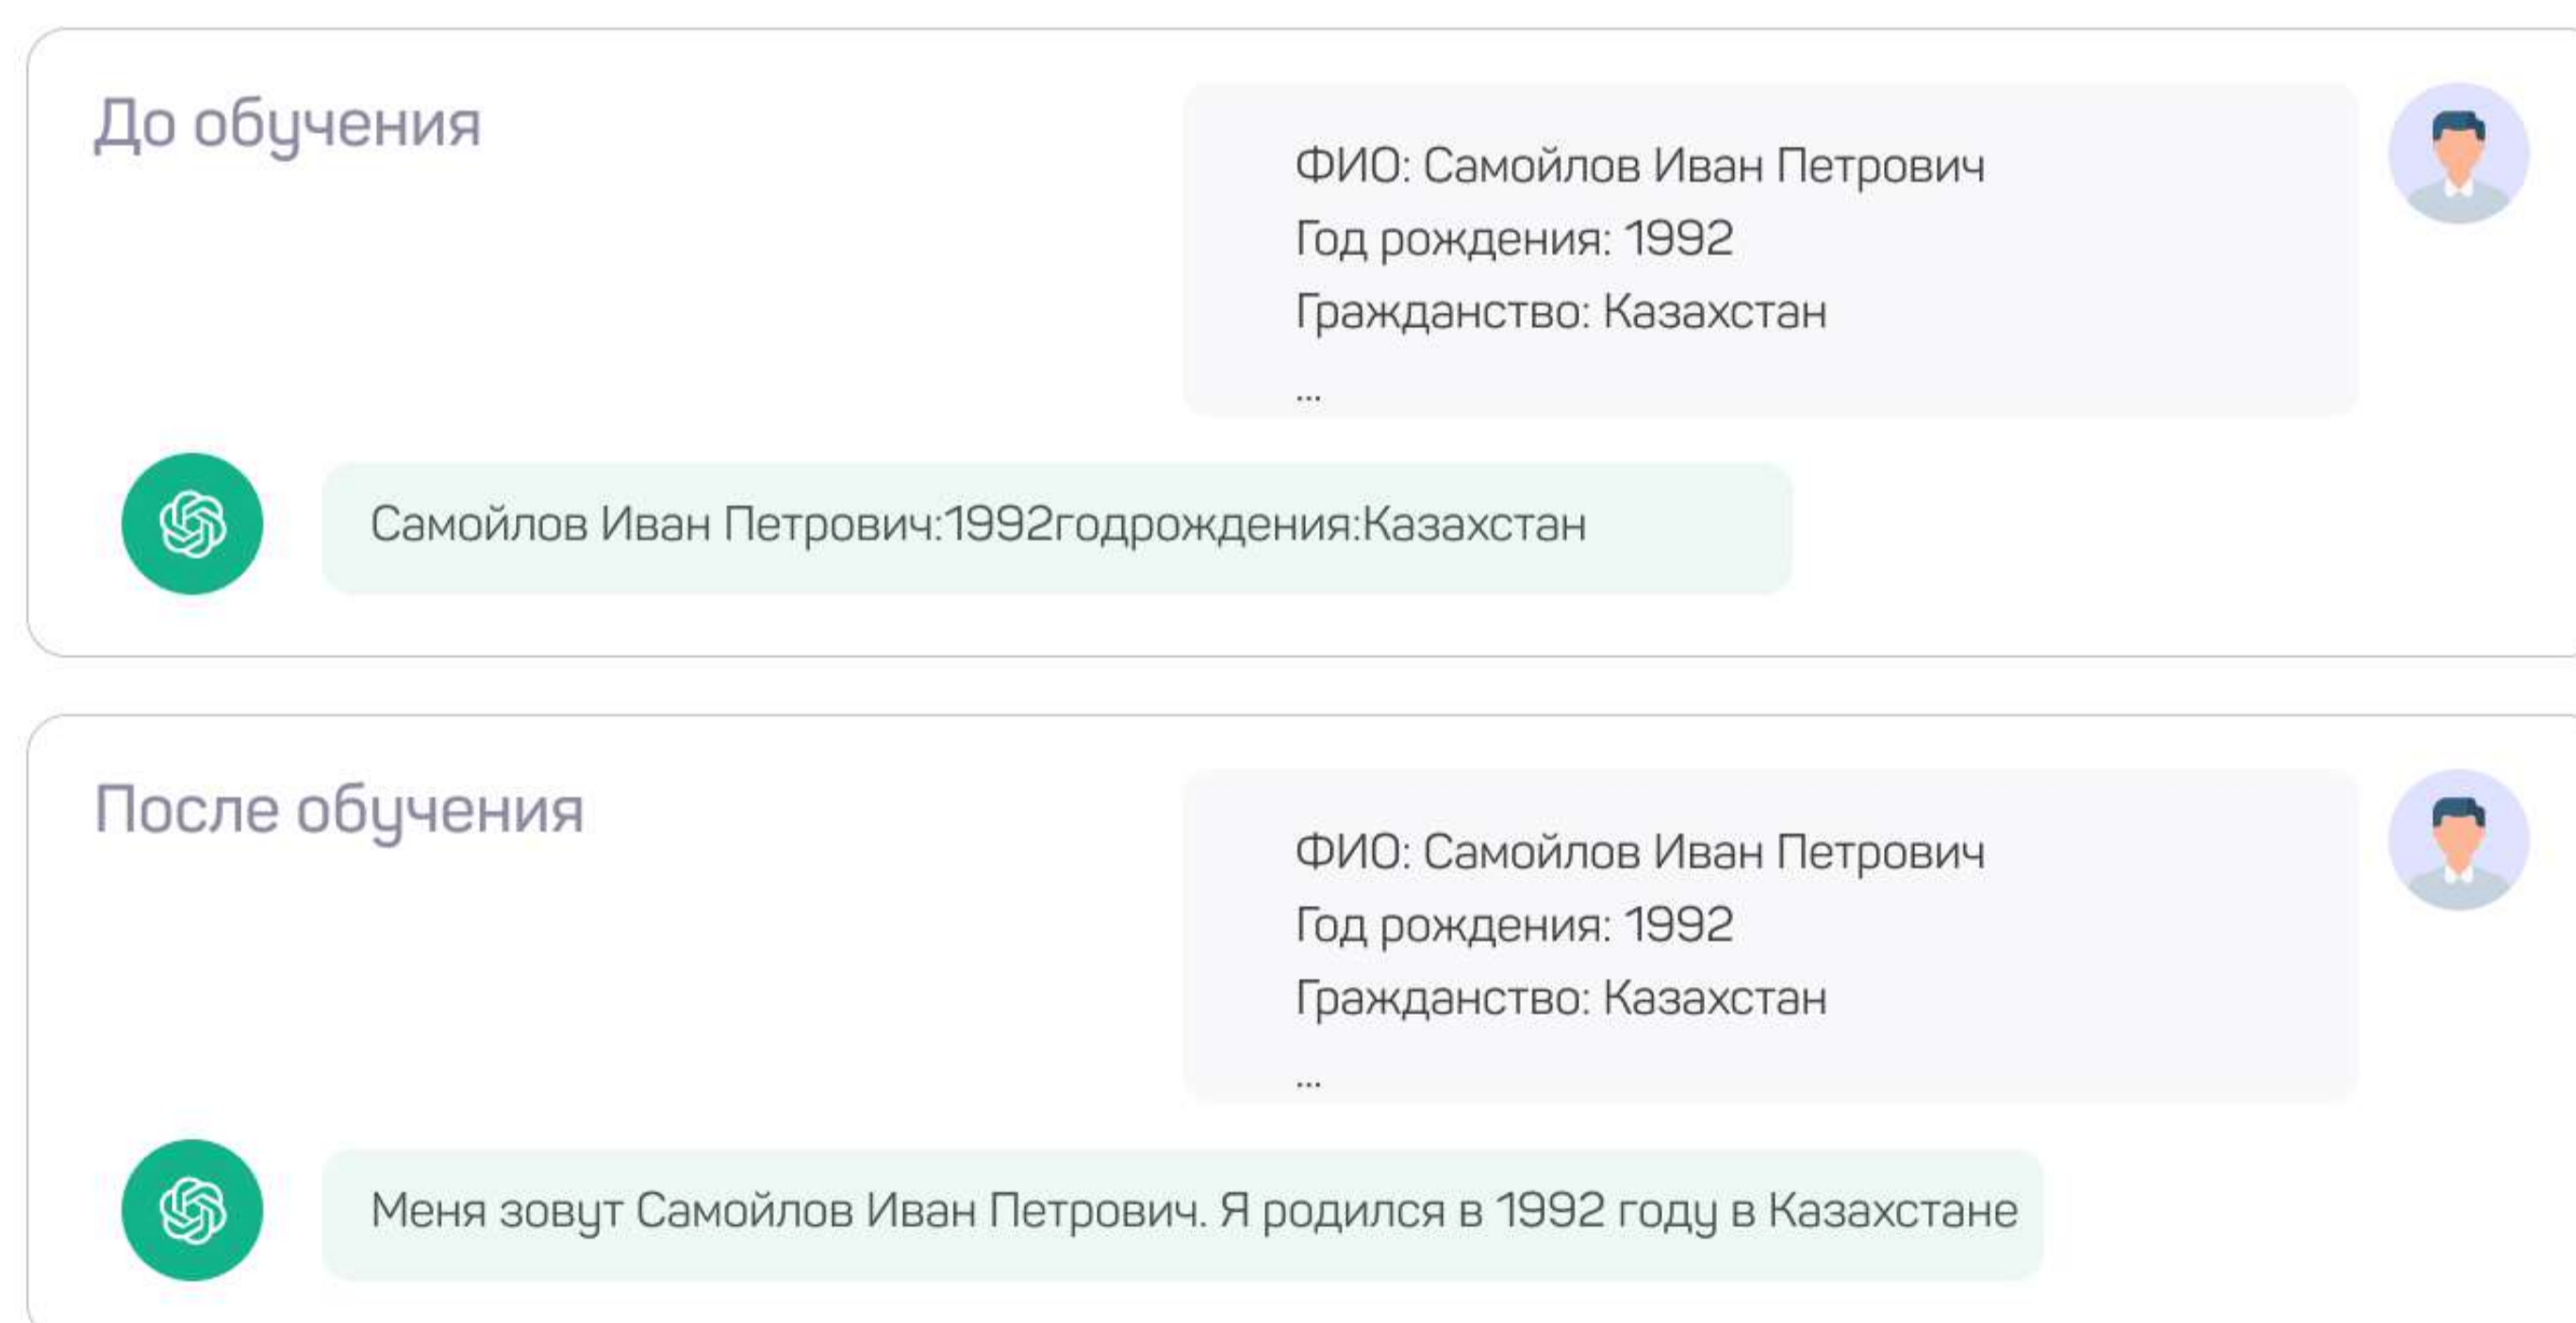 До обучения
ФИО: Самойлов Иван Петрович
Год рождения: 1992
Гражданство: Казахстан
...
Самойлов Иван Петрович:1992годрождения:Казахстан
После обучения
ФИО: Самойлов Иван Петрович
Год рождения: 1992
Гражданство: Казахстан
...
Меня зовут Самойлов Иван Петрович. Я родился в 1992 году в Казахстане